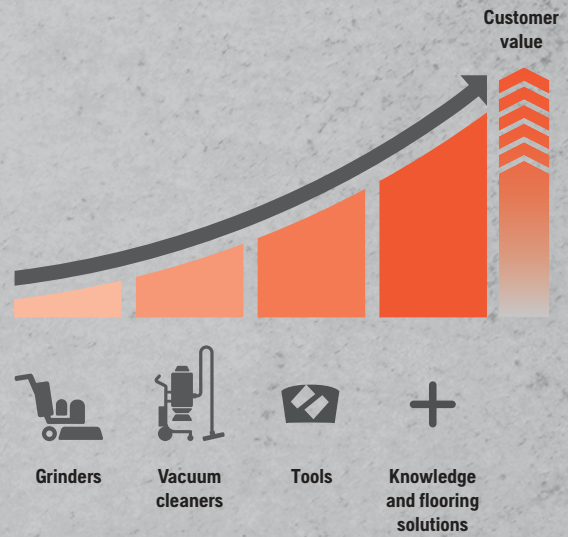 Customer
value
Grinders
Vacuum
cleaners
Tools
Knowledge
and flooring
solutions